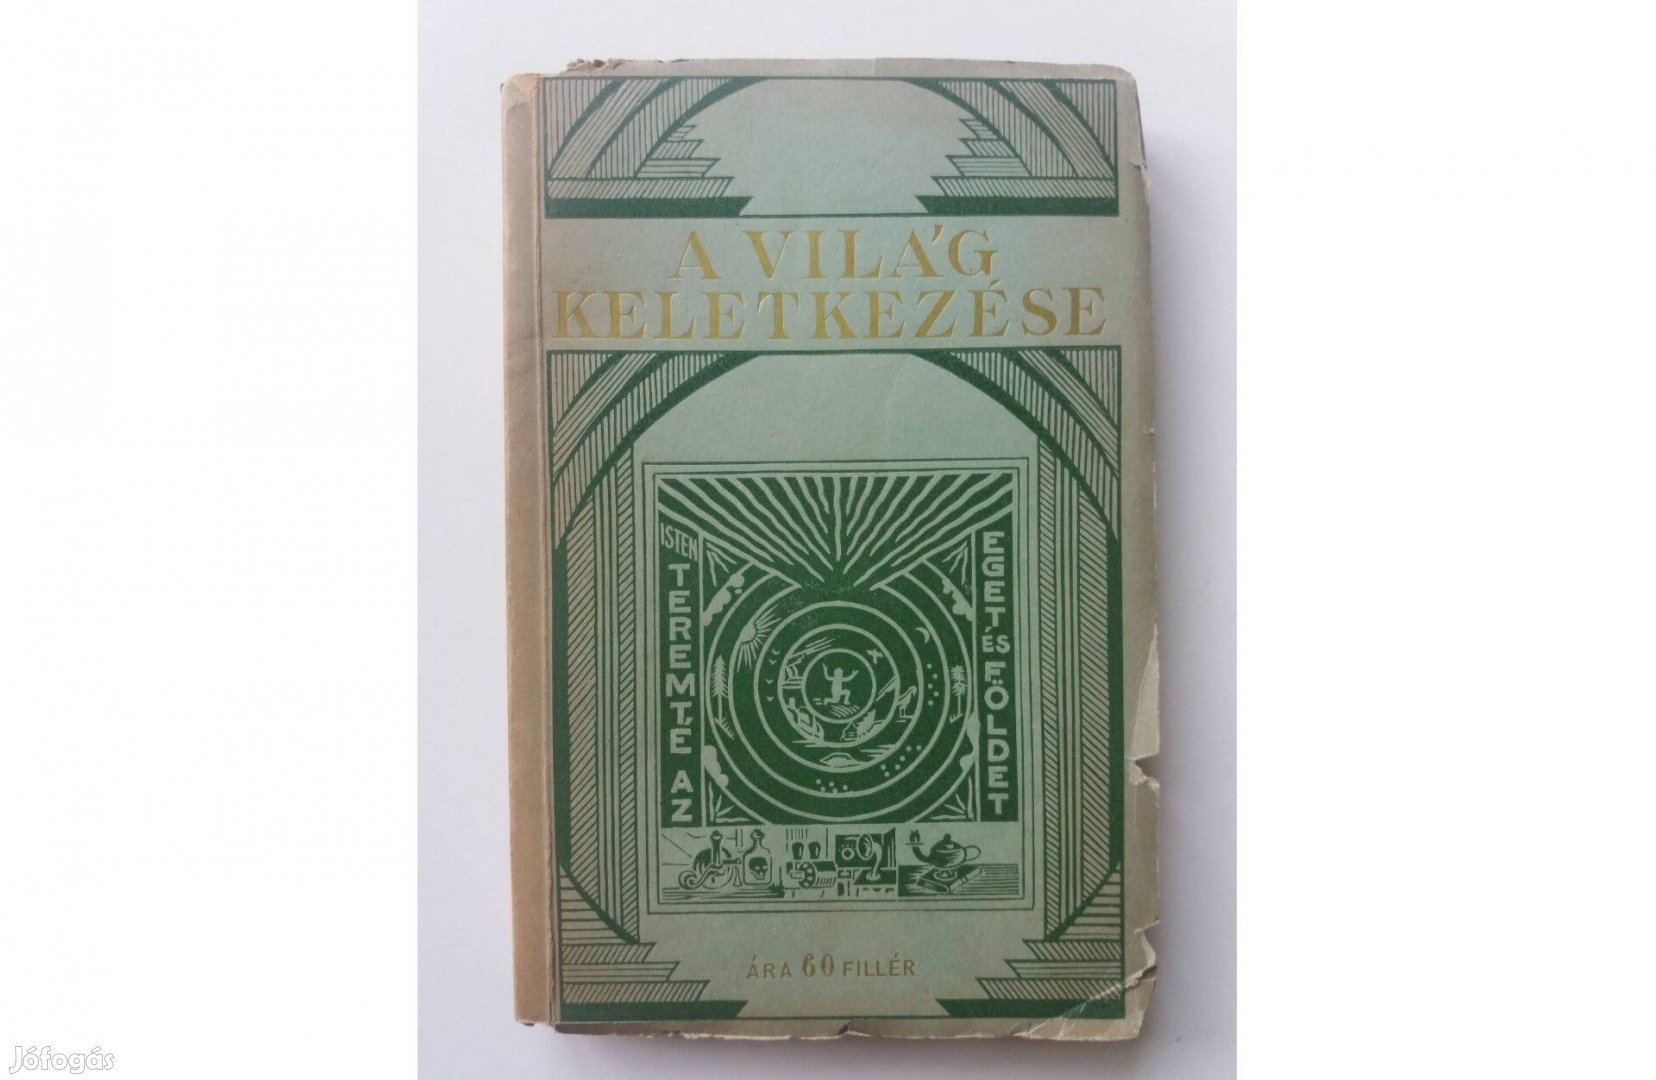 A VILÁG
KELETKEZÉSE
ISTEN TEREMTÉ AZ
EGET ÉS FÖLDET
ÁRA 60 FILLÉR
Jófogás